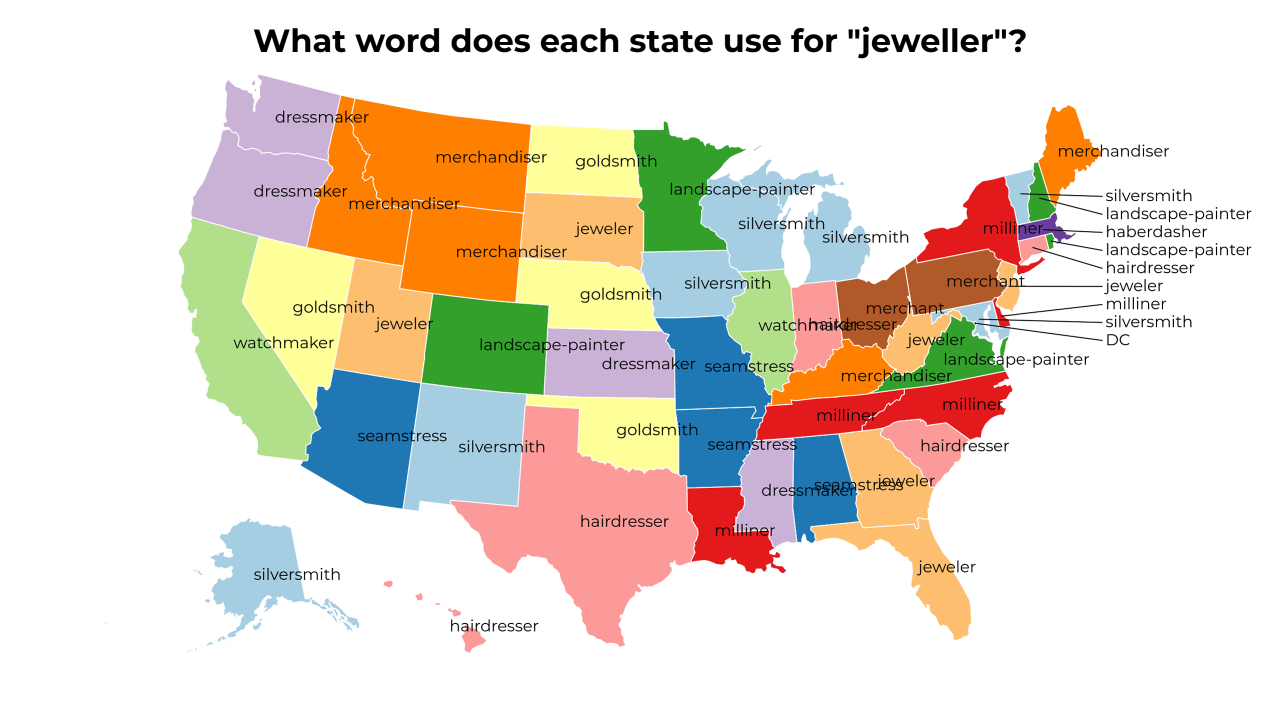 What word does each state use for "jeweller"?
dressmaker
merchandiser
goldsmith
landscape-painter
merchandiser
dressmaker
merchandiser
jeweler
silversmith
silversmith
milliner
silversmith
landscape-painter
haberdasher
landscape-painter
hairdresser
jeweler
milliner
silversmith
DC
merchandiser
goldsmith
silversmith
merchant
goldsmith
jeweler
watchmaker
hairdresser
merchant
watchmaker
landscape-painter
dressmaker
seamstress
jeweler
landscape-painter
merchandiser
milliner
milliner
seamstress
silversmith
goldsmith
seamstress
hairdresser
dressmaker
seamstress
jeweler
hairdresser
milliner
jeweler
silversmith
hairdresser